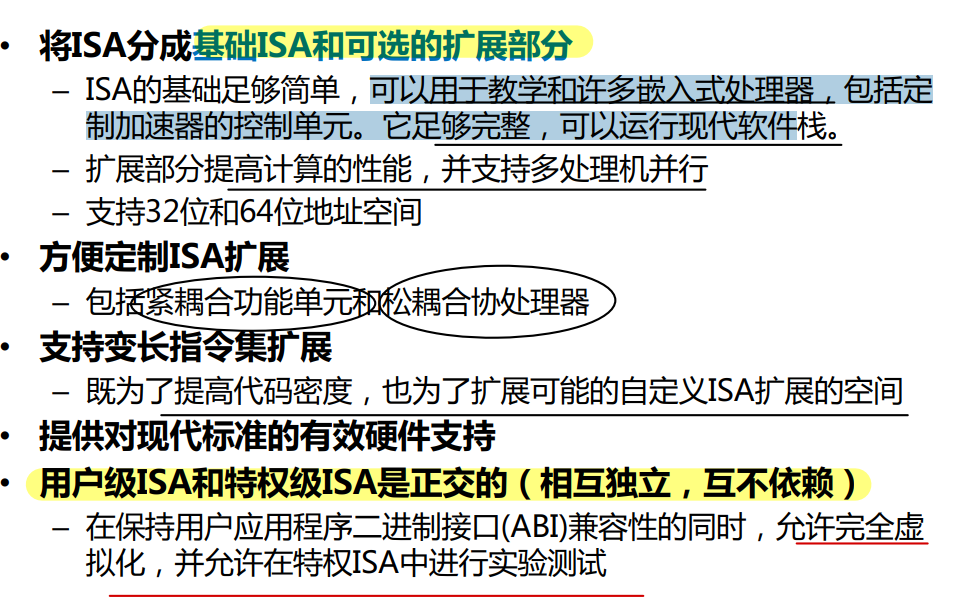 • 将ISA分成基础ISA和可选的扩展部分
– ISA的基础足够简单，可以用于教学和许多嵌入式处理器，包括定
制加速器的控制单元。它足够完整，可以运行现代软件栈。
– 扩展部分提高计算的性能，并支持多处理机并行
– 支持32位和64位地址空间
• 方便定制ISA扩展
– 包括紧耦合功能单元和松耦合协处理器
• 支持变长指令集扩展
– 既为了提高代码密度，也为了扩展可能的自定义ISA扩展的空间
• 提供对现代标准的有效硬件支持
• 用户级ISA和特权级ISA是正交的（相互独立，互不依赖）
– 在保持用户应用程序二进制接口(ABI)兼容性的同时，允许完全虚
拟化，并允许在特权ISA中进行实验测试